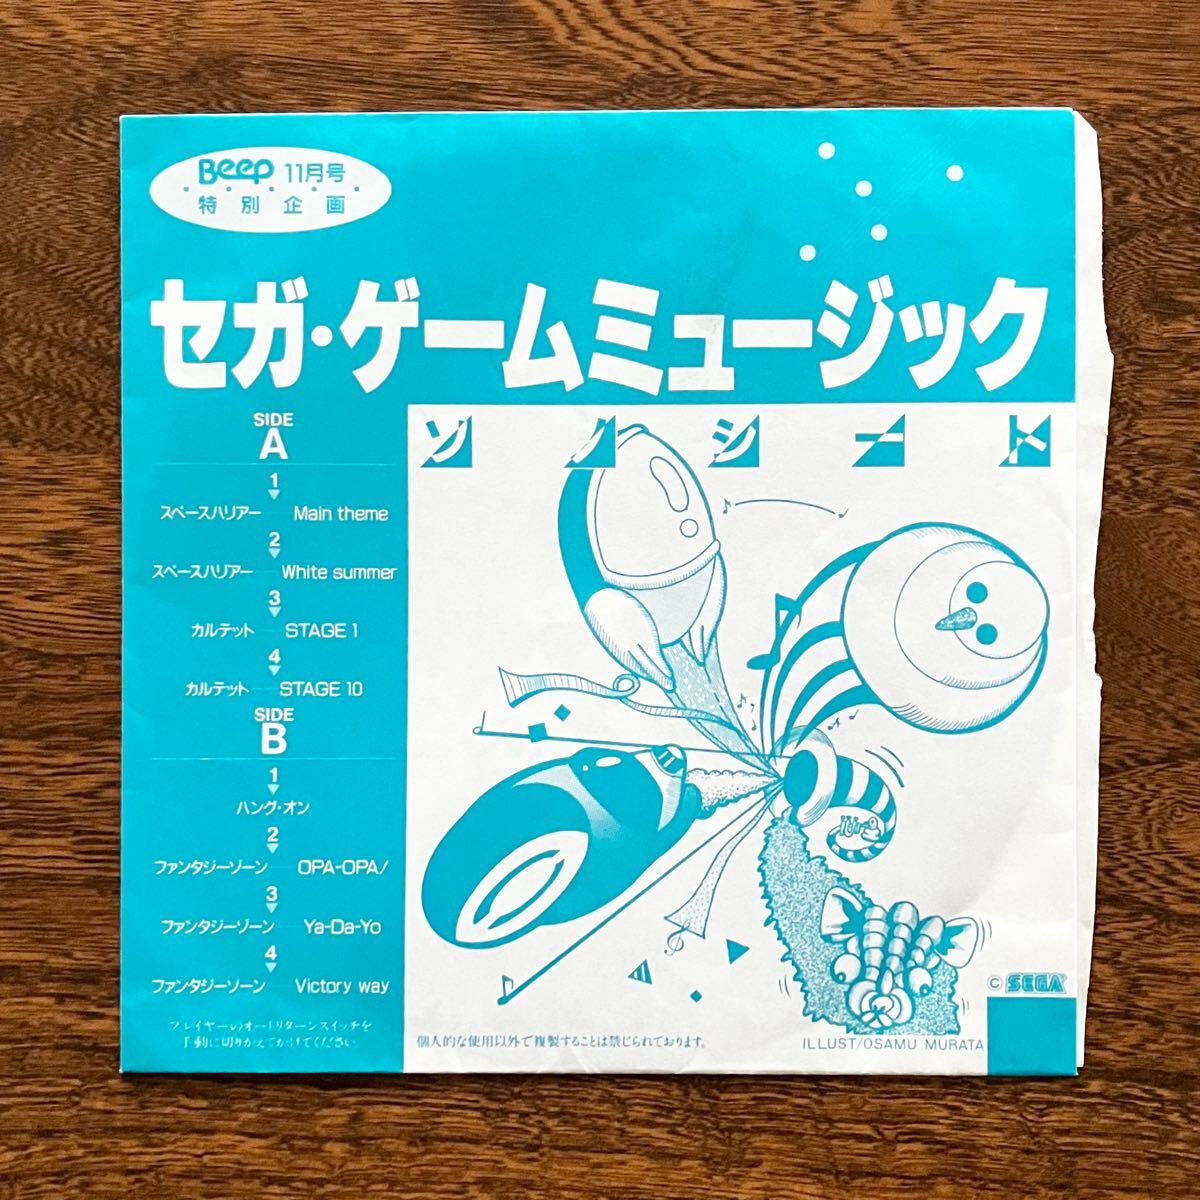 Beep 11月号
特別企画
セガ・ゲームミュージック
ソノシート
SIDE
A
1
スペースハリアー Main theme
2
スペースハリアー White summer
3
カルテット STAGE 1
4
カルテット STAGE 10
SIDE
B
1
ハング・オン
2
ファンタジーゾーン OPA-OPA/
3
ファンタジーゾーン Ya-Da-Yo
4
ファンタジーゾーン Victory way
プレイヤーのオートリターンスイッチを
手動に切りかえてかけてください。
個人的な使用以外で複製することは禁じられております。
© SEGA
ILLUST/OSAMU MURATA